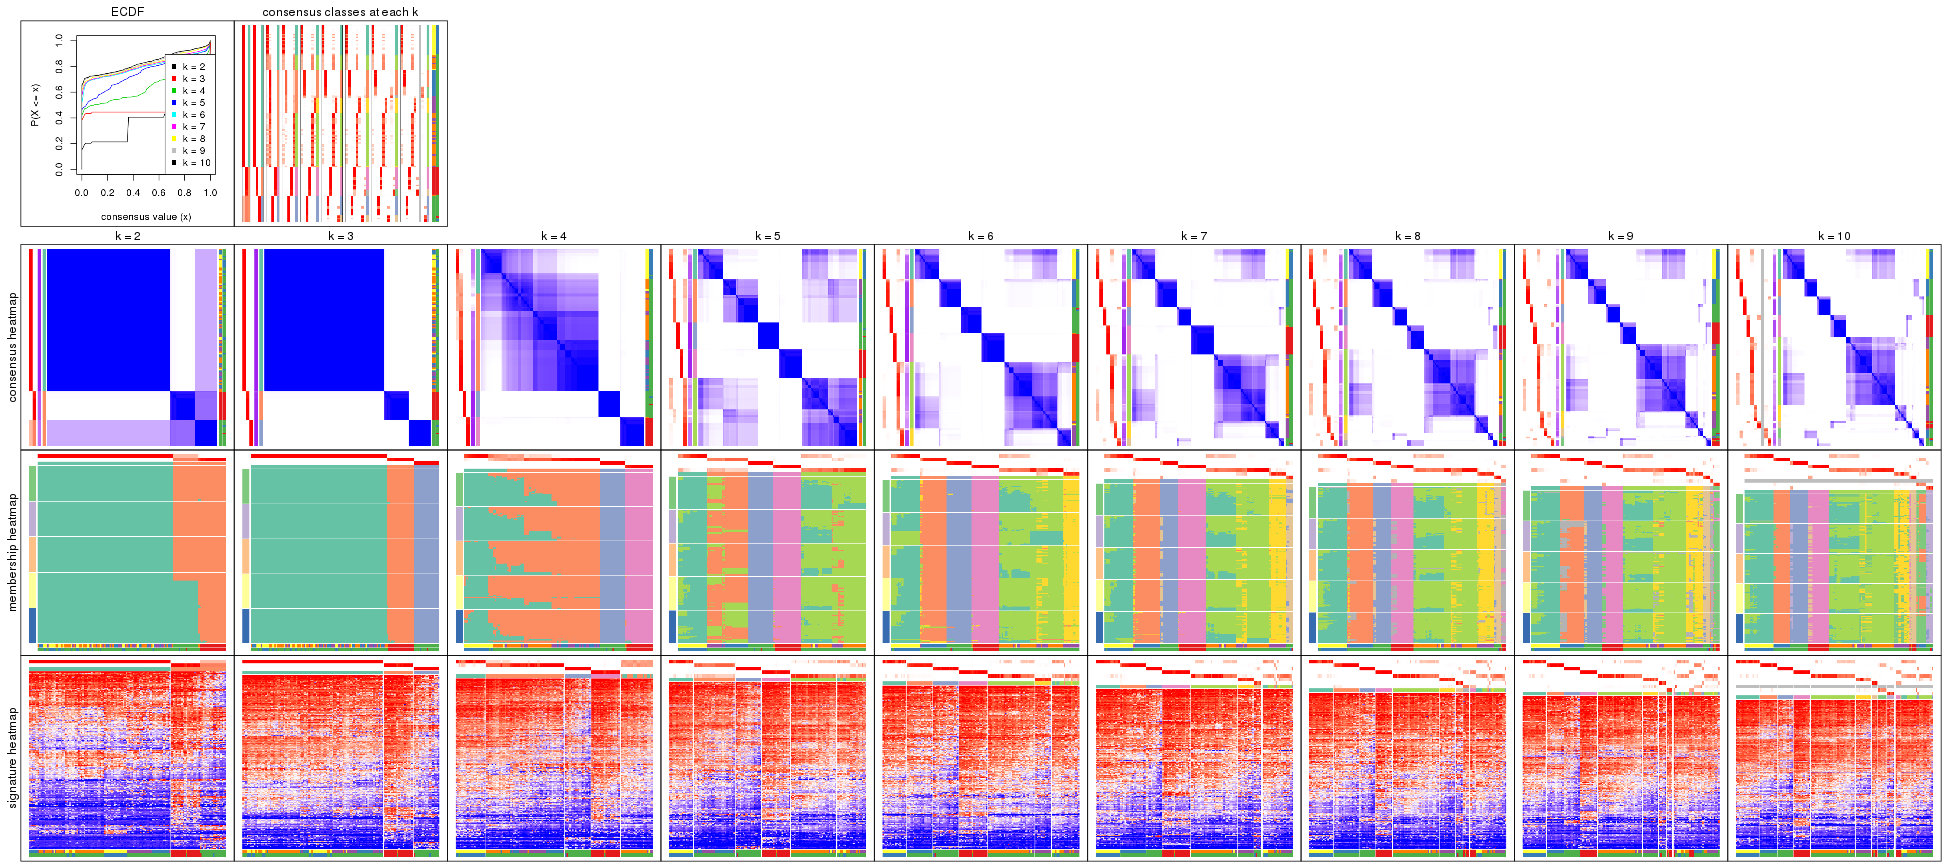 ECDF
consensus classes at each k
P(X <= x)
0.0 0.2 0.4 0.6 0.8 1.0
k = 2
k = 3
k = 4
k = 5
k = 6
k = 7
k = 8
k = 9
k = 10
0.0 0.2 0.4 0.6 0.8 1.0
consensus value (x)
k = 2 k = 3 k = 4 k = 5 k = 6 k = 7 k = 8 k = 9 k = 10
consensus heatmap
membership heatmap
signature heatmap